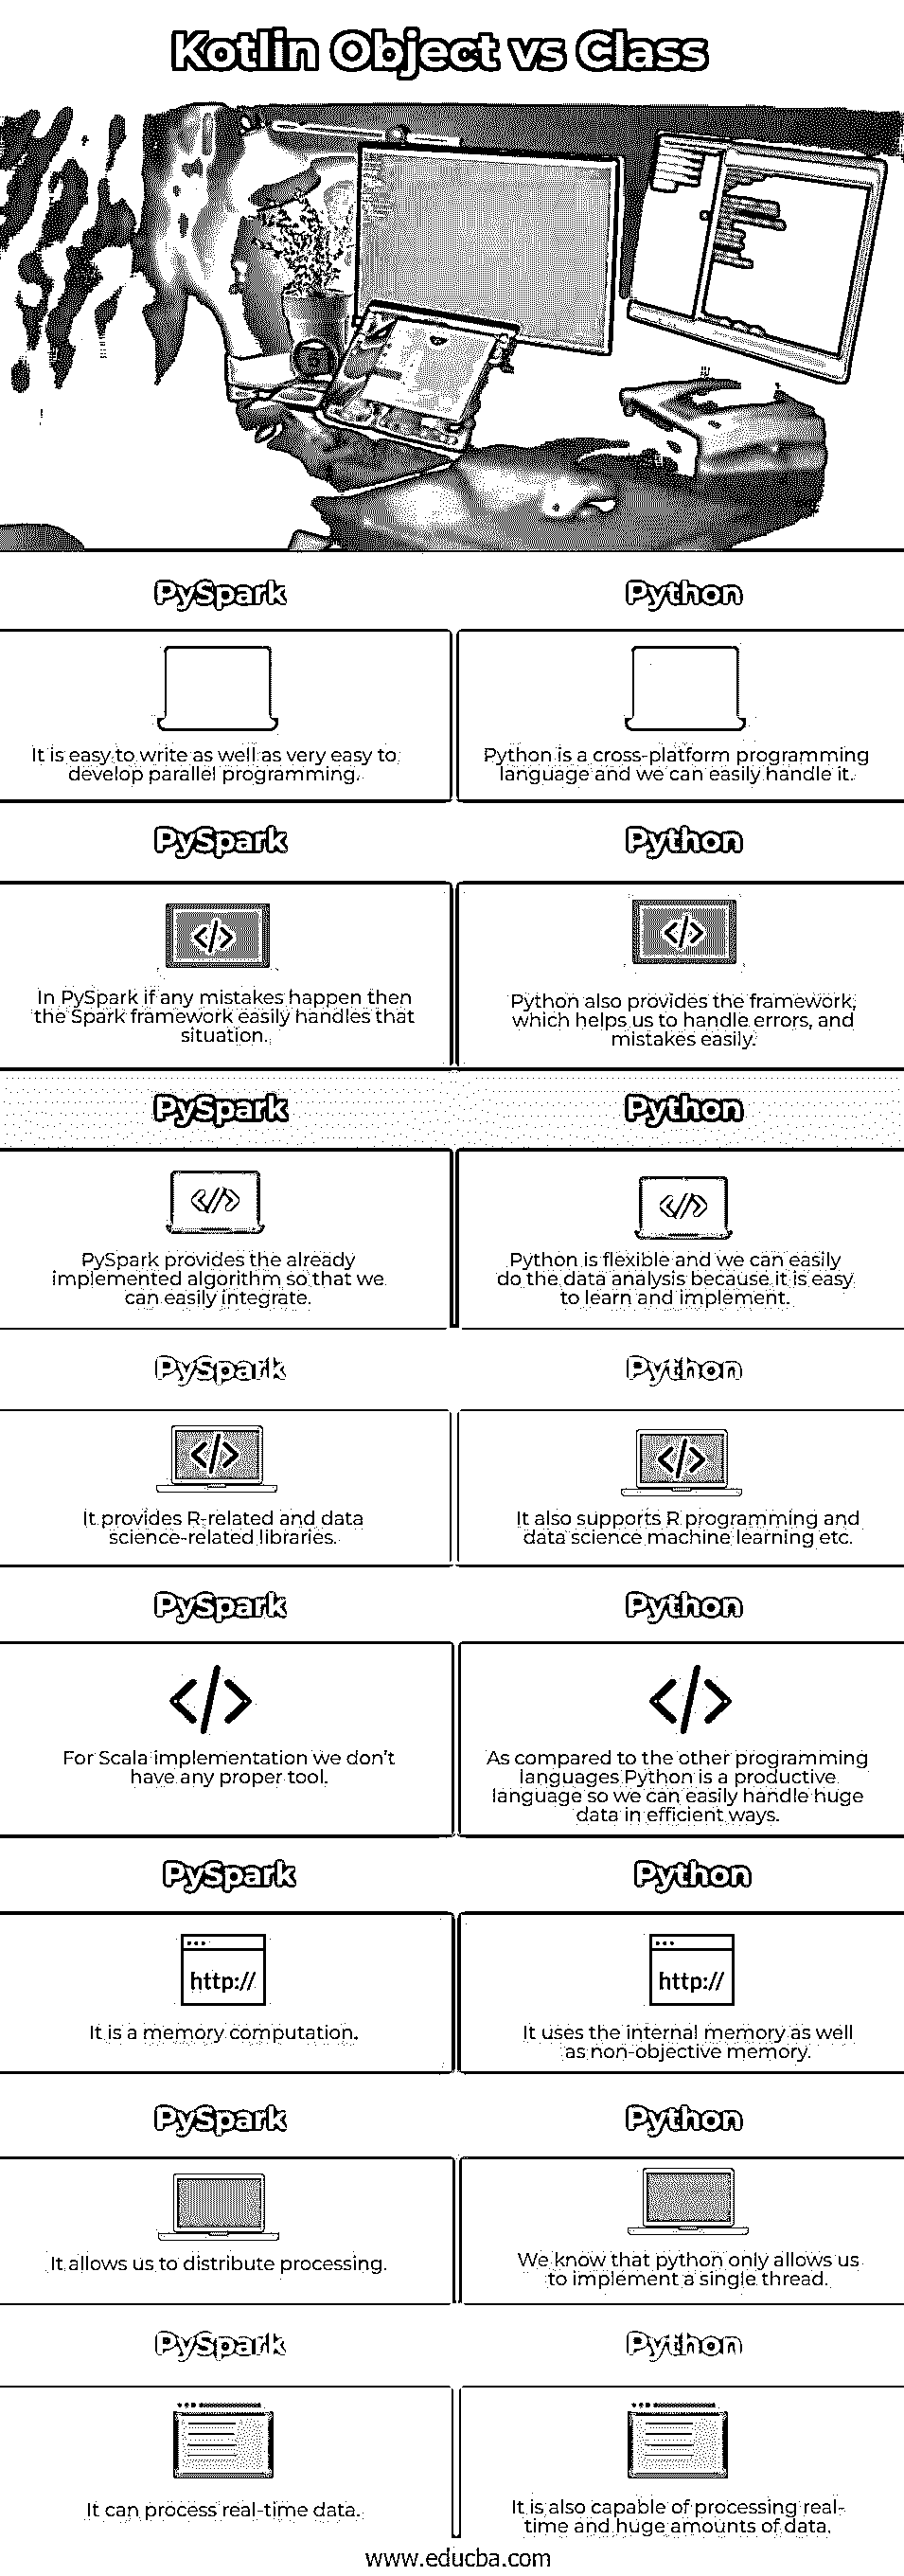 Kotlin Object vs Class
PySpark
Python
It is easy to write as well as very easy to
develop parallel programming.
Python is a cross-platform programming
language and we can easily handle it.
PySpark
Python
</>
</>
In PySpark if any mistakes happen then
the Spark framework easily handles that
situation.
Python also provides the framework,
which helps us to handle errors, and
mistakes easily.
PySpark
Python
</>
</>
PySpark provides the already
implemented algorithm so that we
can easily integrate.
Python is flexible and we can easily
do the data analysis because it is easy
to learn and implement.
PySpark
Python
</>
</>
It provides R-related and data
science-related libraries.
It also supports R programming and
data science machine learning etc.
PySpark
Python
</>
</>
For Scala implementation we don't
have any proper tool.
As compared to the other programming
languages Python is a productive
language so we can easily handle huge
data in efficient ways.
PySpark
Python
http://
http://
It is a memory computation.
It uses the internal memory as well
as non-objective memory.
PySpark
Python
It allows us to distribute processing.
We know that python only allows us
to implement a single thread.
PySpark
Python
It can process real-time data.
It is also capable of processing real-
time and huge amounts of data.
www.educba.com